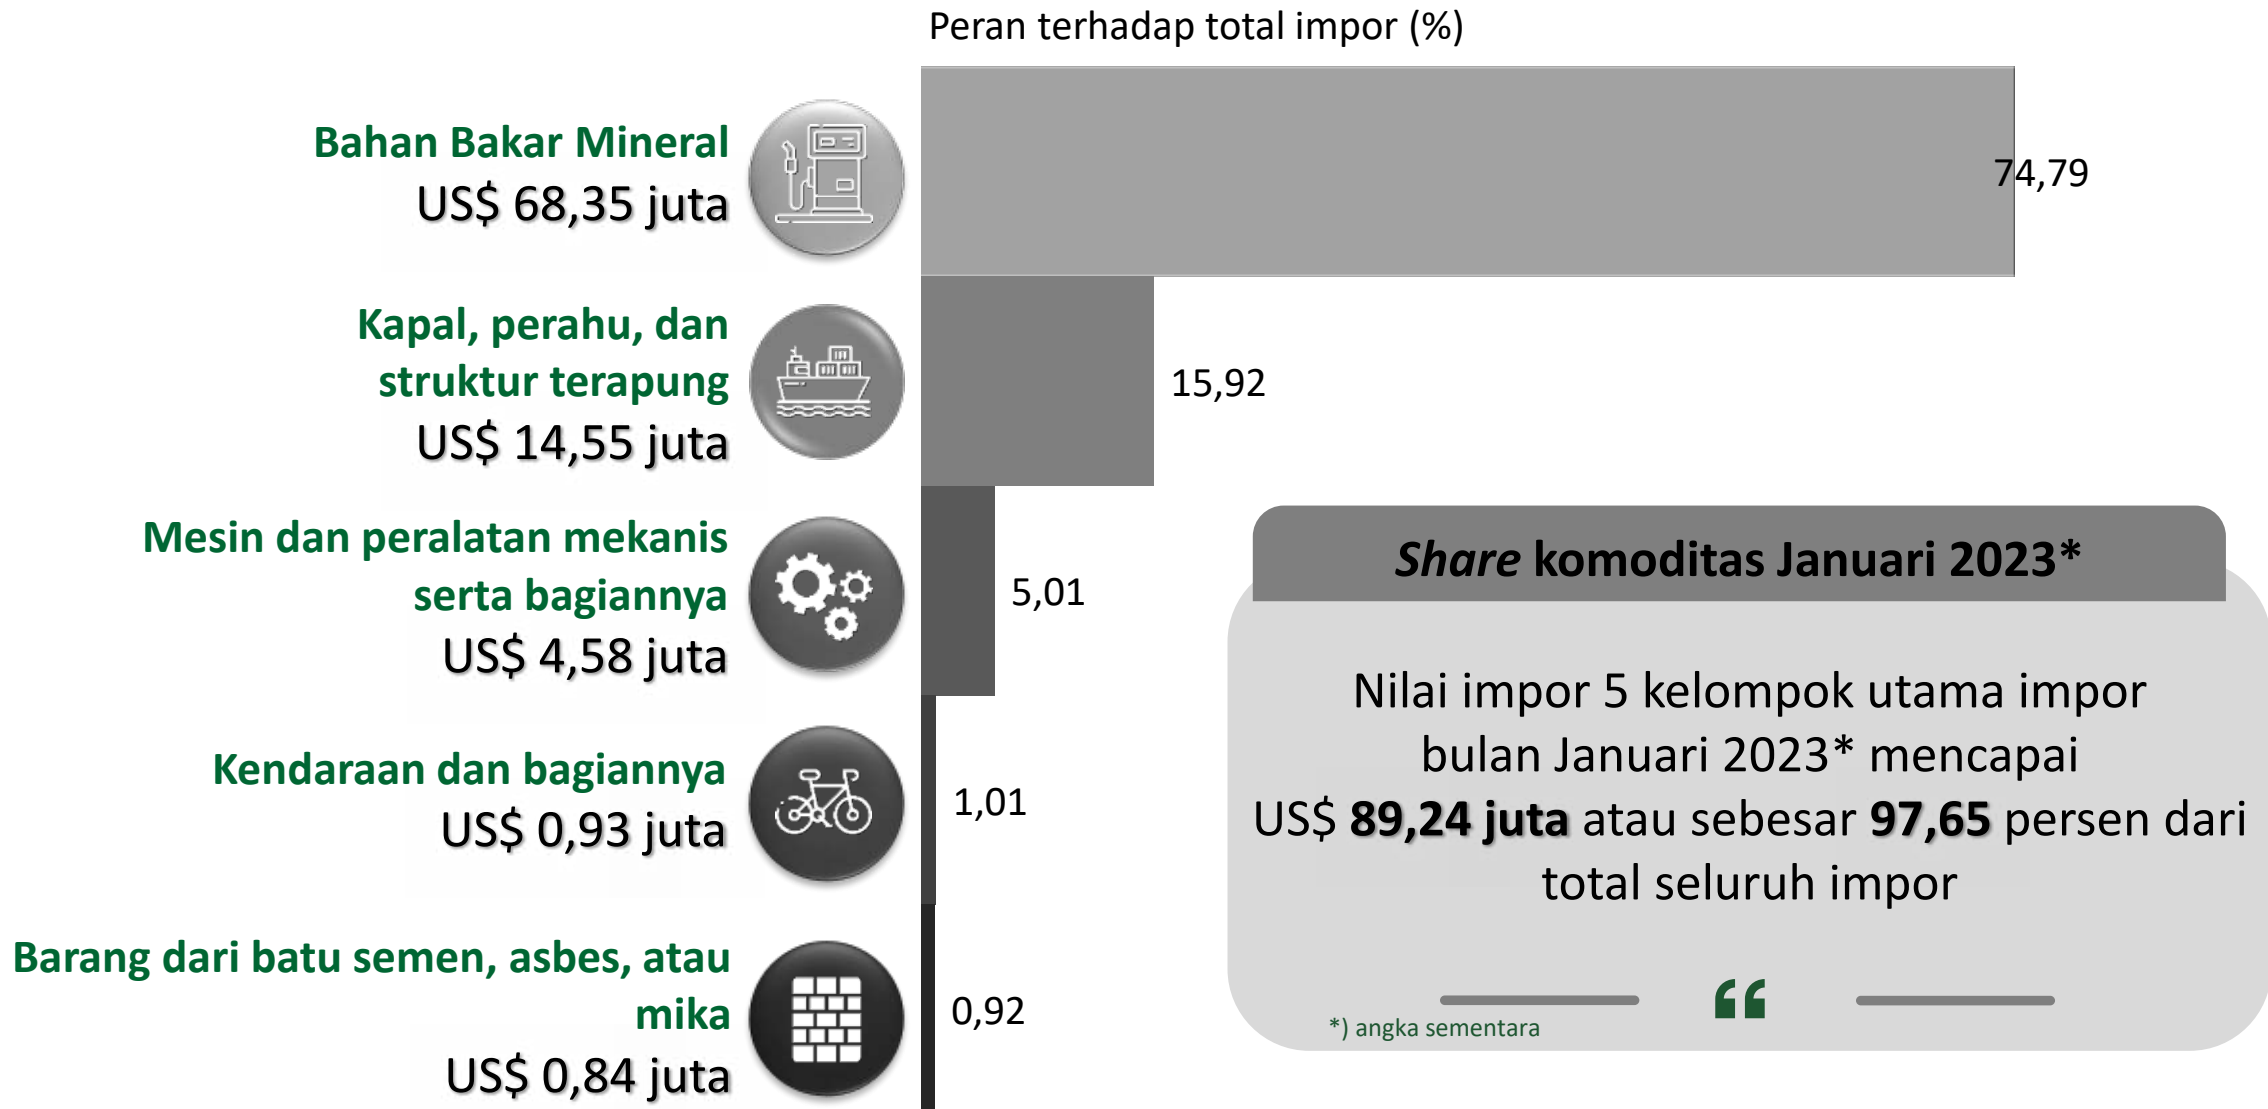 Peran terhadap total impor (%)
Bahan Bakar Mineral
US$ 68,35 juta
74,79
Kapal, perahu, dan
struktur terapung
US$ 14,55 juta
15,92
Mesin dan peralatan mekanis
serta bagiannya
US$ 4,58 juta
5,01
Kendaraan dan bagiannya
US$ 0,93 juta
1,01
Barang dari batu semen, asbes, atau
mika
US$ 0,84 juta
0,92
Share komoditas Januari 2023*
Nilai impor 5 kelompok utama impor
bulan Januari 2023* mencapai
US$ 89,24 juta atau sebesar 97,65 persen dari
total seluruh impor
“
*) angka sementara